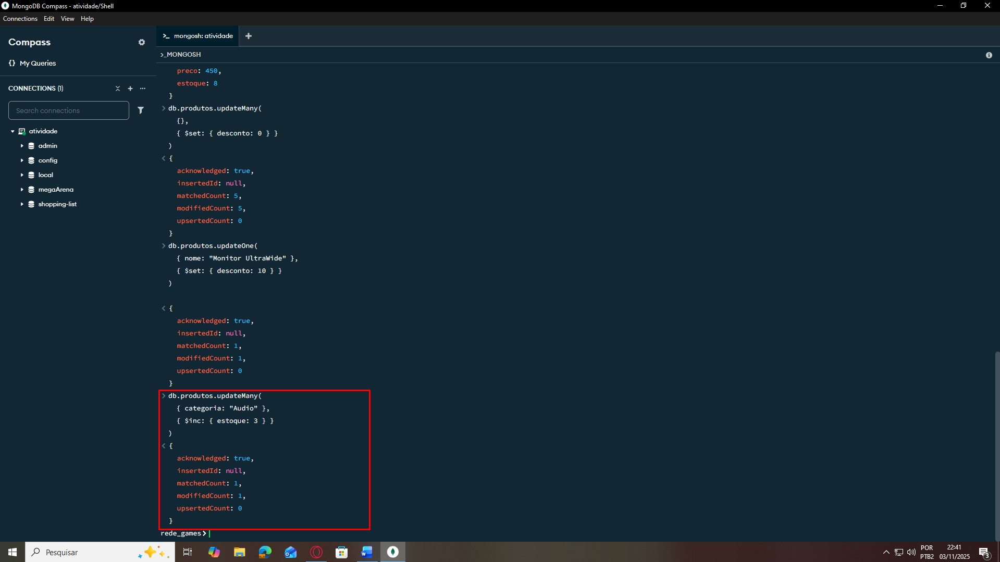 MongoDB Compass - atividade/Shell
Connections Edit View Help
Compass
{} My Queries
CONNECTIONS (1)
Search connections
atividade
admin
config
local
megaArena
shopping-list
>_ mongosh: atividade
>_MONGOSH
preco: 450,
estoque: 8
}
> db.produtos.updateMany(
{},
{ $set: { desconto: 0 } }
)
< {
acknowledged: true,
insertedId: null,
matchedCount: 5,
modifiedCount: 5,
upsertedCount: 0
}
> db.produtos.updateOne(
{ nome: "Monitor UltraWide" },
{ $set: { desconto: 10 } }
)
< {
acknowledged: true,
insertedId: null,
matchedCount: 1,
modifiedCount: 1,
upsertedCount: 0
}
> db.produtos.updateMany(
{ categoria: "Audio" },
{ $inc: { estoque: 3 } }
)
< {
acknowledged: true,
insertedId: null,
matchedCount: 1,
modifiedCount: 1,
upsertedCount: 0
}
rede_games>
Pesquisar
POR
PTB2
22:41
03/11/2025
3